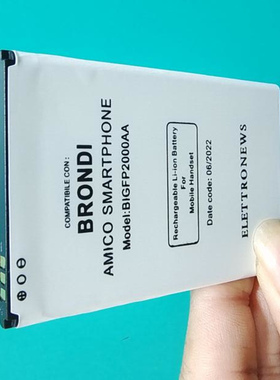 COMPATIBILE CON :
BRONDI
AMICO SMARTPHONE
Model:BIGFP2000AA
Rechargeable Li-ion Battery
For
Mobile Handset
Date code: 06/2022
ELETTRONEWS